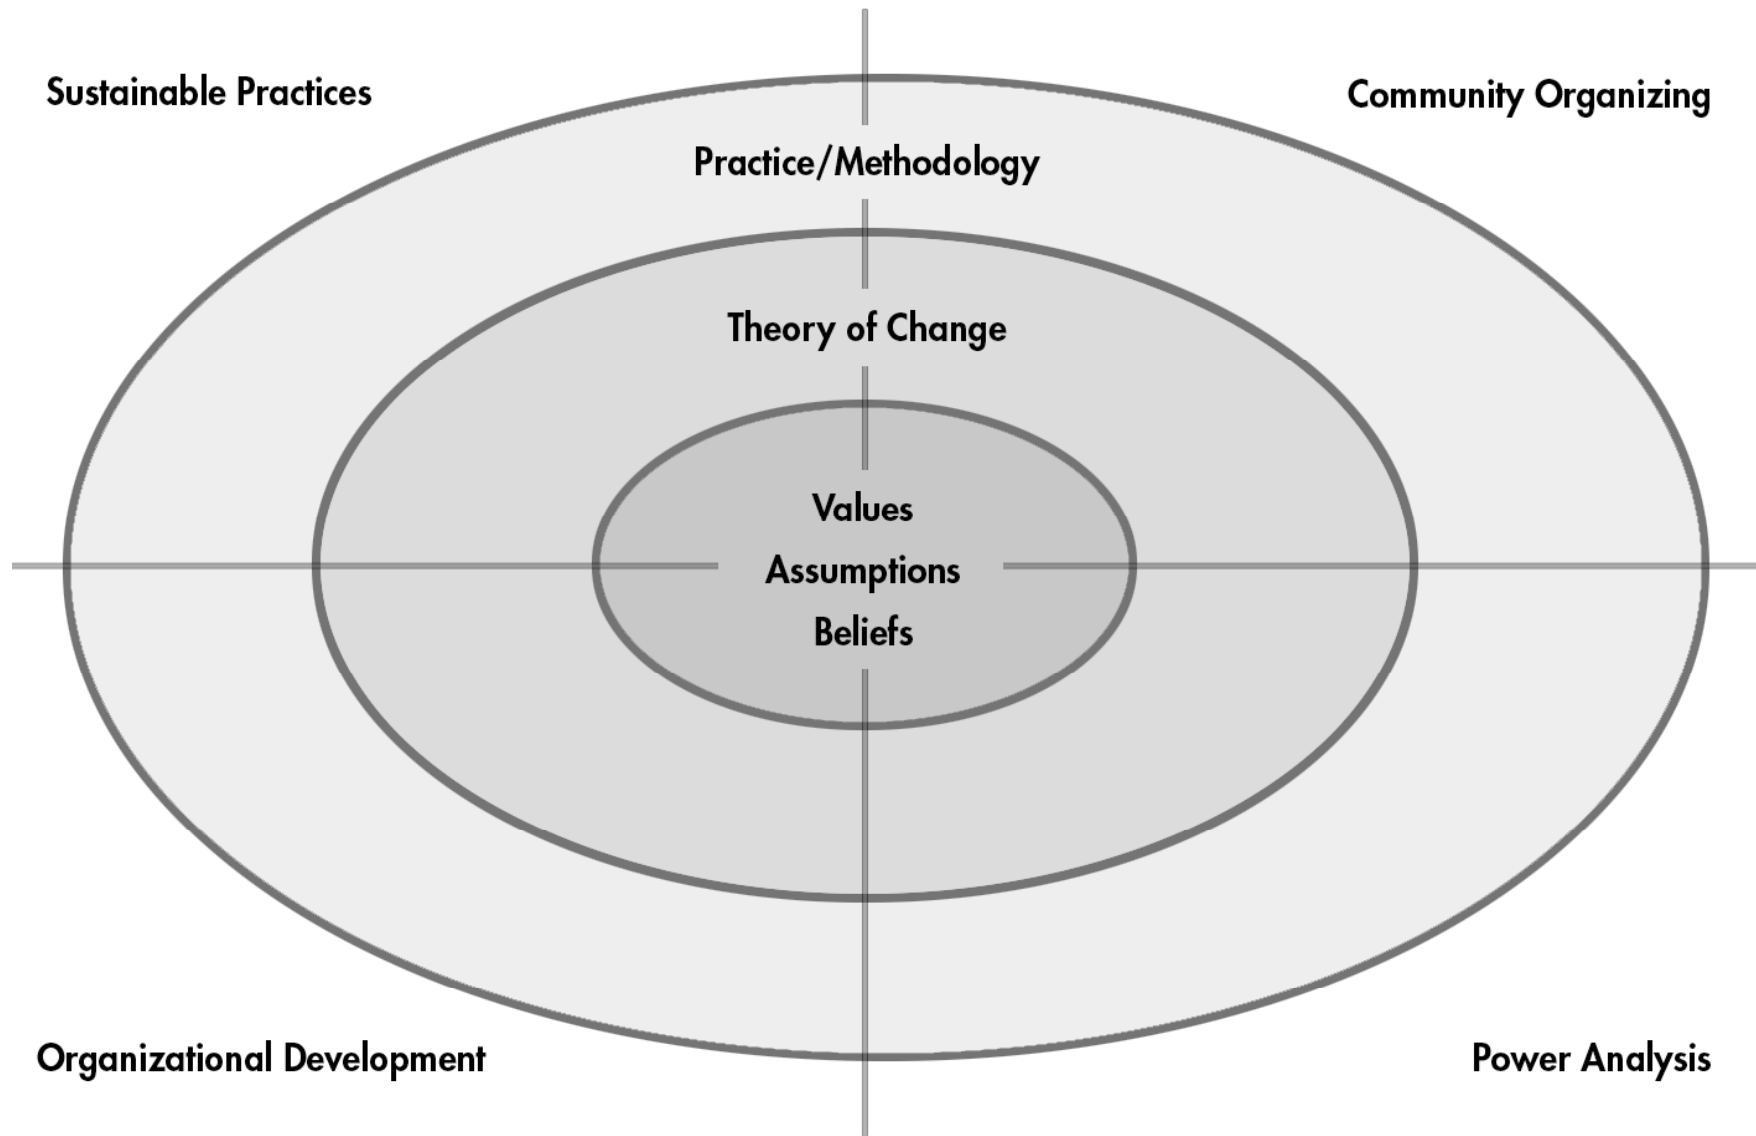 Sustainable Practices
Community Organizing
Practice/Methodology
Theory of Change
Values
Assumptions
Beliefs
Organizational Development
Power Analysis